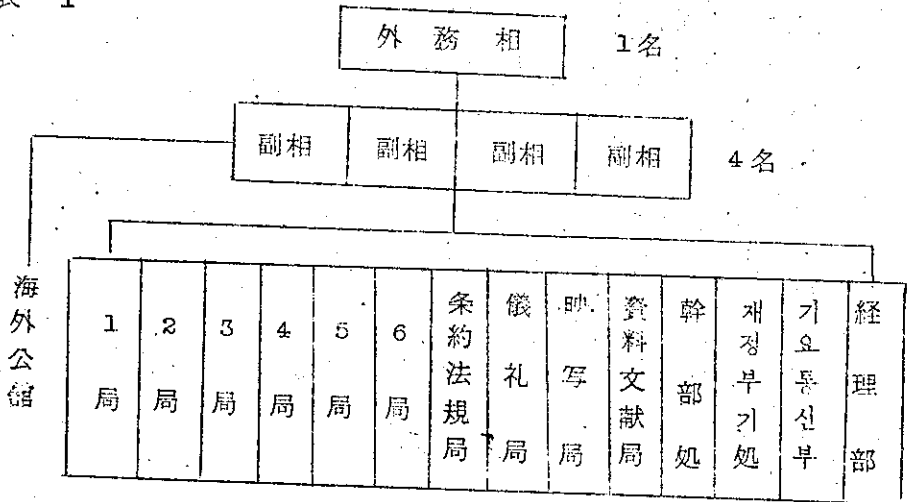 表 1
外務相 1名
副相 副相 副相 副相 4名
海外公館
1局
2局
3局
4局
5局
6局
条約法規局
儀礼局
映写局
資料文献局
幹部処
재정부기処
기요통신부
経理部